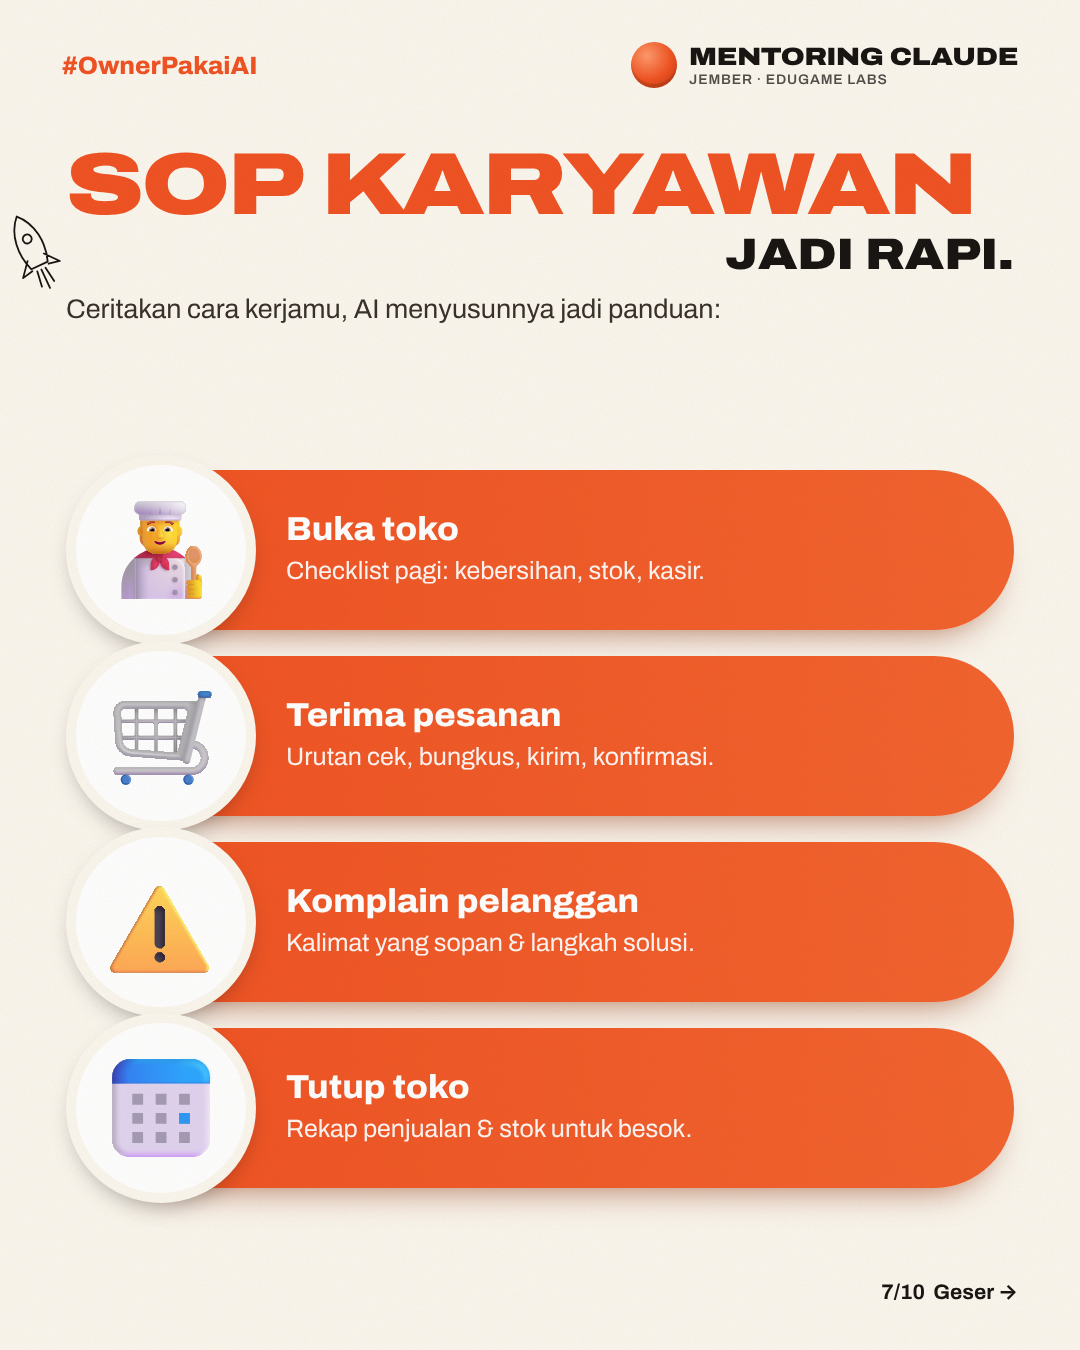 #OwnerPakaiAI
MENTORING CLAUDE
JEMBER · EDUGAME LABS
SOP KARYAWAN
JADI RAPI.
Ceritakan cara kerjamu, AI menyusunnya jadi panduan:
Buka toko
Checklist pagi: kebersihan, stok, kasir.
Terima pesanan
Urutan cek, bungkus, kirim, konfirmasi.
Komplain pelanggan
Kalimat yang sopan & langkah solusi.
Tutup toko
Rekap penjualan & stok untuk besok.
7/10 Geser →